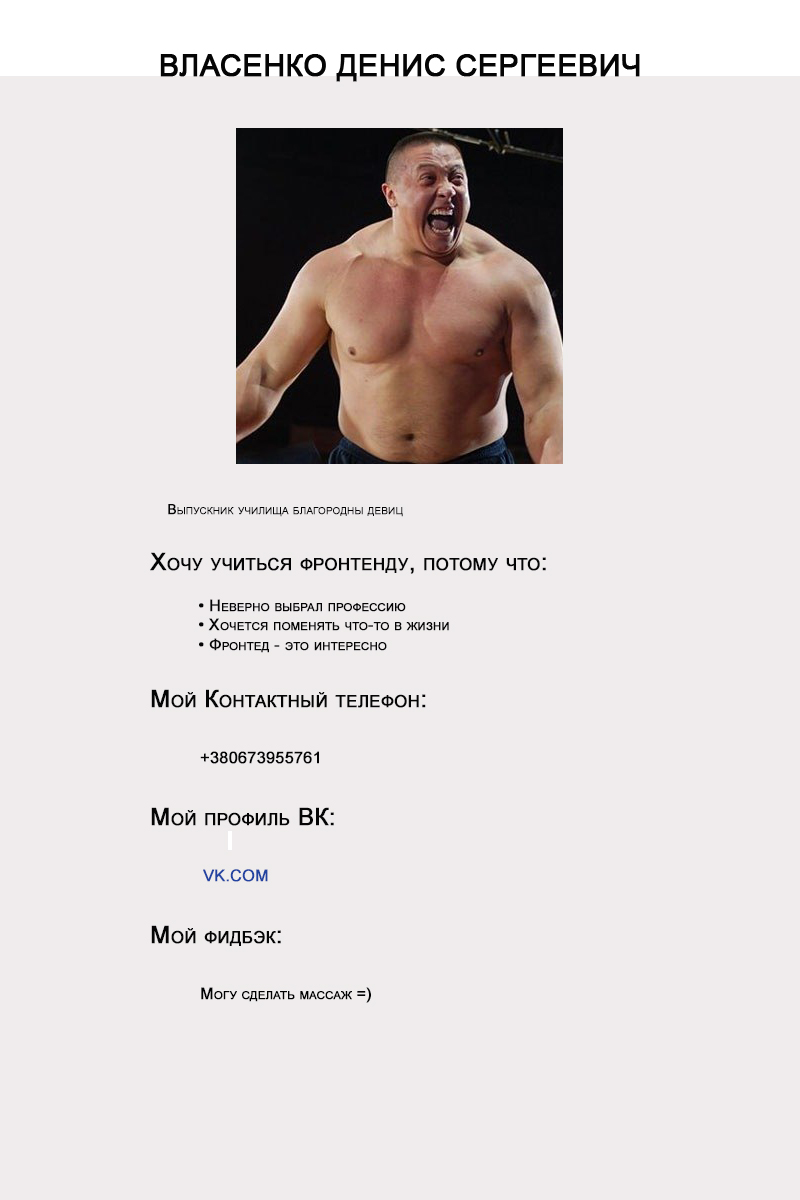 ВЛАСЕНКО ДЕНИС СЕРГЕЕВИЧ
Выпускник училища благородны девиц
Хочу учиться фронтенду, потому что:
• Неверно выбрал профессию
• Хочется поменять что-то в жизни
• Фронтед - это интересно
Мой Контактный телефон:
+380673955761
Мой профиль ВК:
VK.COM
Мой фидбэк:
Могу сделать массаж =)